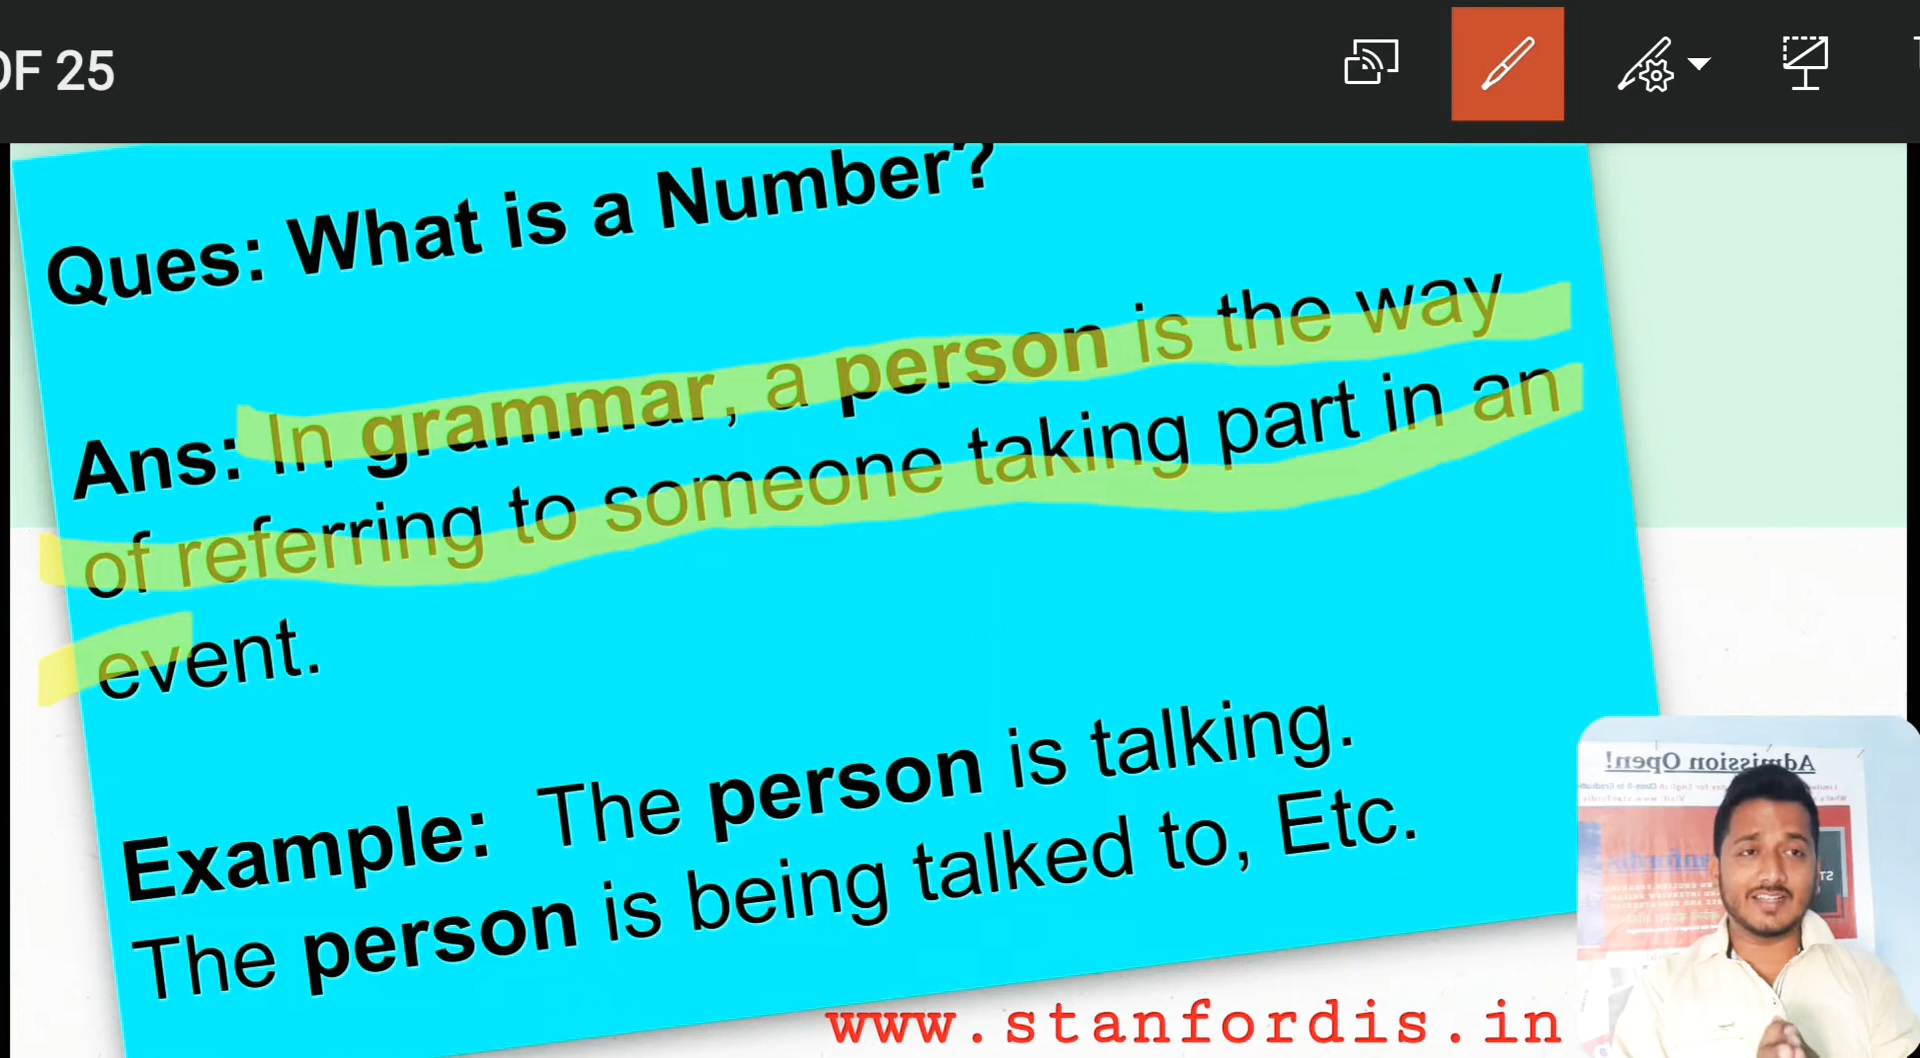 OF 25
Ques: What is a Number?
Ans: In grammar, a person is the way
of referring to someone taking part in an
event.
Example: The person is talking.
The person is being talked to, Etc.
www.stanfordis.in
Admission Open!